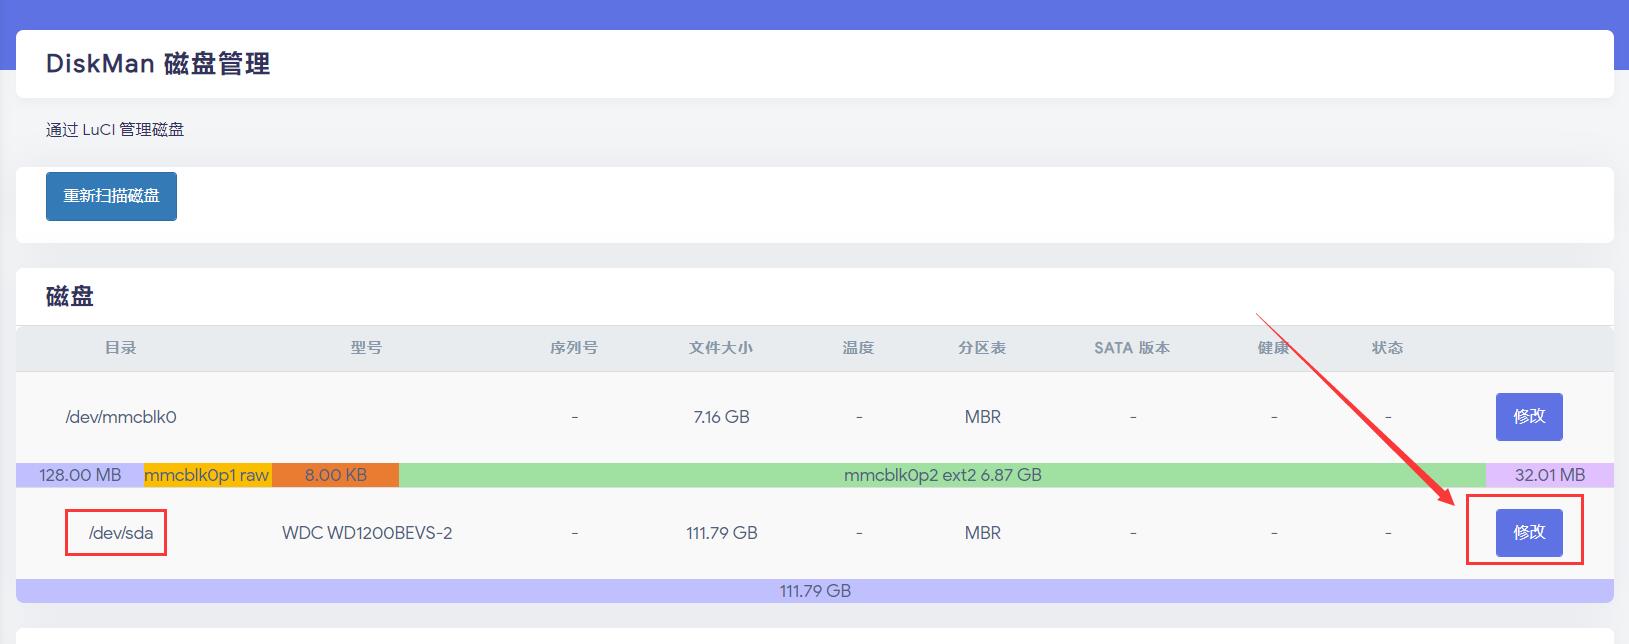 DiskMan 磁盘管理
通过 LuCI 管理磁盘
重新扫描磁盘
磁盘
目录 型号 序列号 文件大小 温度 分区表 SATA 版本 健康 状态
/dev/mmcblk0 - 7.16 GB - MBR - - - 修改
128.00 MB mmcblk0p1 raw 8.00 KB mmcblk0p2 ext2 6.87 GB 32.01 MB
/dev/sda WDC WD1200BEVS-2 - 111.79 GB - MBR - - - 修改
111.79 GB